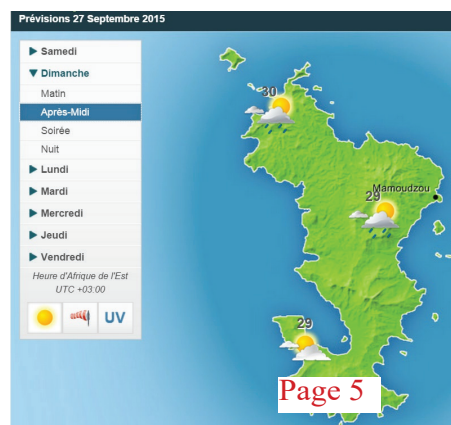 Prévisions 27 Septembre 2015
Samedi
Dimanche
Matin
Après-Midi
Soirée
Nuit
Lundi
Mardi
Mercredi
Jeudi
Vendredi
Heure d'Afrique de l'Est
UTC +03:00
UV
30
Mamoudzou
29
29
Page 5